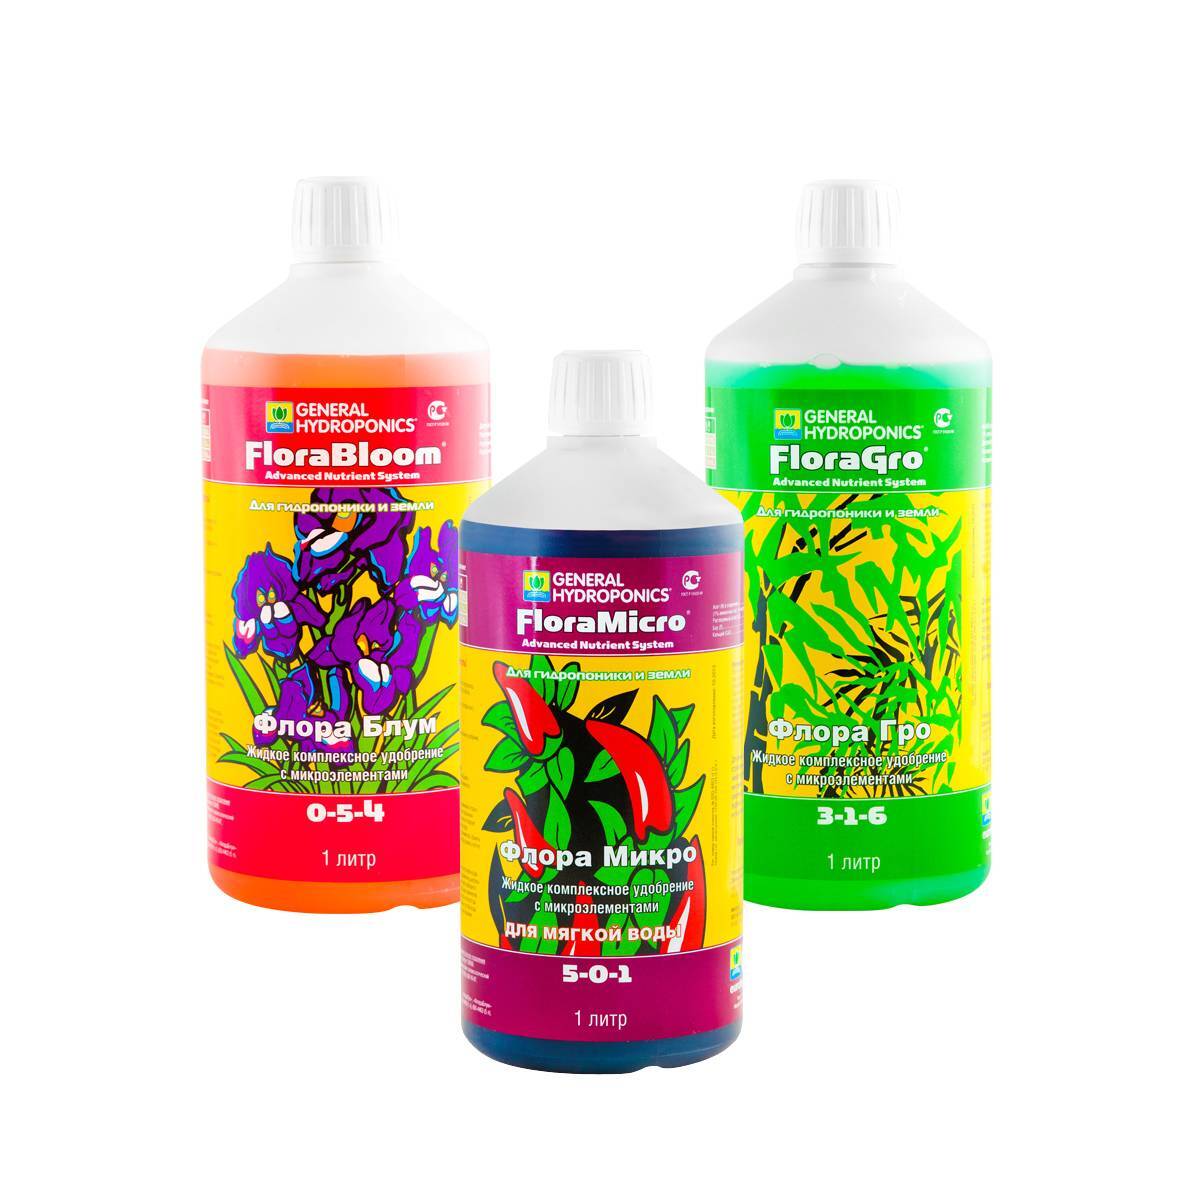 GENERAL
HYDROPONICS
FloraBloom®
Advanced Nutrient System
Для гидропоники и земли
Флора Блум
Жидкое комплексное удобрение
с микроэлементами
0-5-4
1 литр
GENERAL
HYDROPONICS
FloraMicro®
Advanced Nutrient System
Для гидропоники и земли
Флора Микро
Жидкое комплексное удобрение
с микроэлементами
для мягкой воды
5-0-1
1 литр
GENERAL
HYDROPONICS
FloraGro®
Advanced Nutrient System
Для гидропоники и земли
Флора Гро
Жидкое комплексное удобрение
с микроэлементами
3-1-6
1 литр